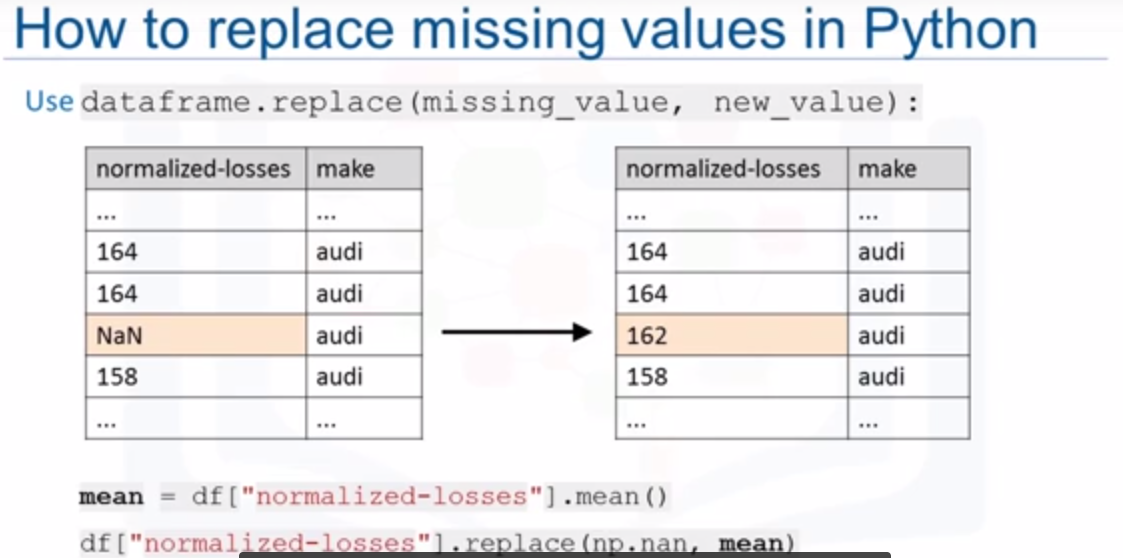 How to replace missing values in Python
Use dataframe.replace(missing_value, new_value):
normalized-losses make
... ...
164 audi
164 audi
NaN audi
158 audi
... ...
normalized-losses make
... ...
164 audi
164 audi
162 audi
158 audi
... ...
mean = df["normalized-losses"].mean()
df["normalized-losses"].replace(np.nan, mean)